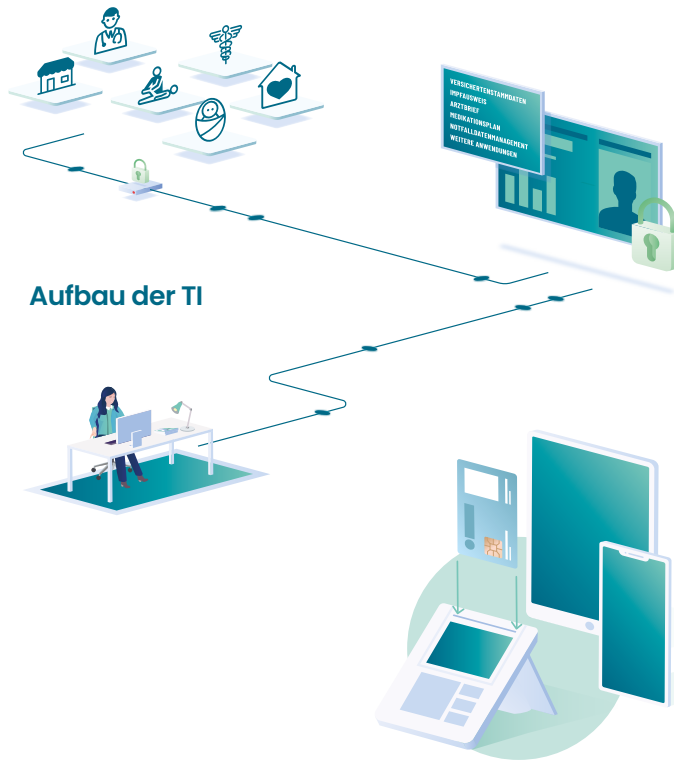 VERSICHERTENSTAMMDATEN
IMPFAUSWEIS
ARZTBRIEF
MEDIKATIONSPLAN
NOTFALLDATENMANAGEMENT
WEITERE ANWENDUNGEN
Aufbau der TI